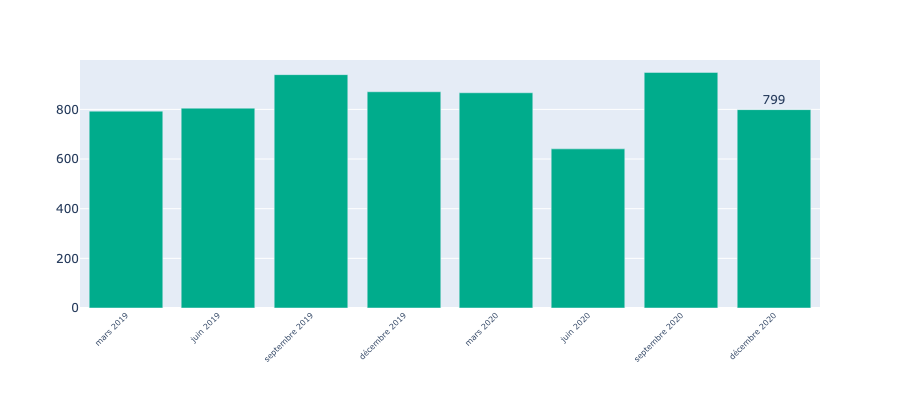 799
800
600
400
200
0
mars 2019
juin 2019
septembre 2019
décembre 2019
mars 2020
juin 2020
septembre 2020
décembre 2020